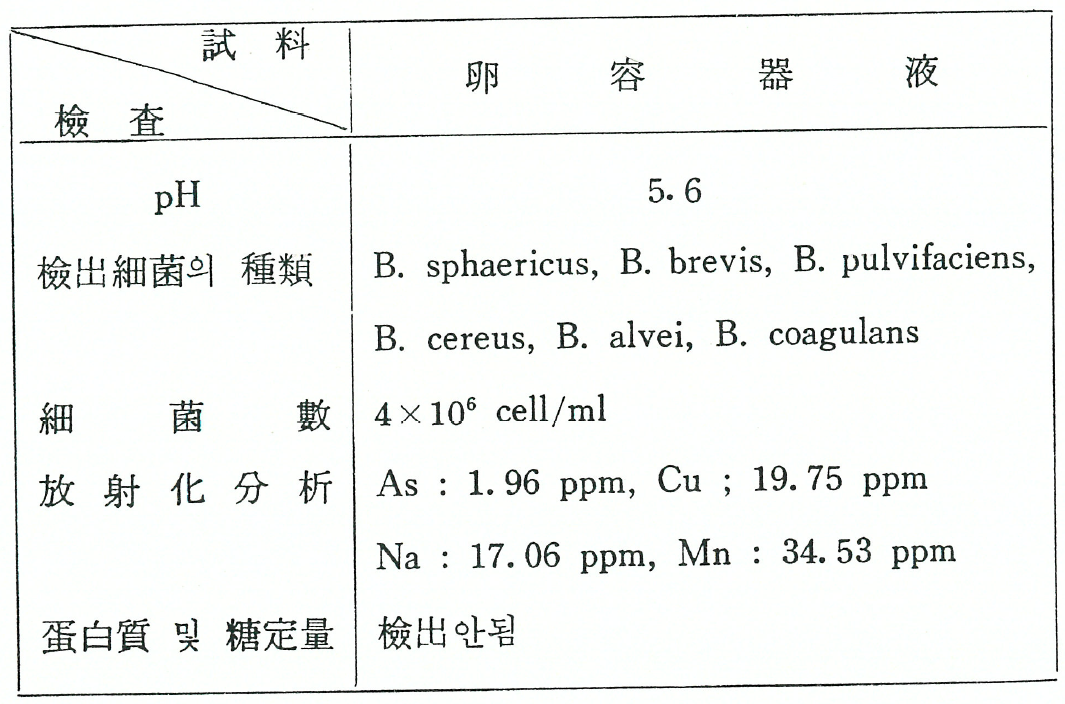 試料
檢査
卵容器液
pH
5.6
檢出細菌의 種類
B. sphaericus, B. brevis, B. pulvifaciens,
B. cereus, B. alvei, B. coagulans
細菌數
4×10⁶ cell/ml
放射化分析
As : 1.96 ppm, Cu ; 19.75 ppm
Na : 17.06 ppm, Mn : 34.53 ppm
蛋白質 및 糖定量
檢出안됨